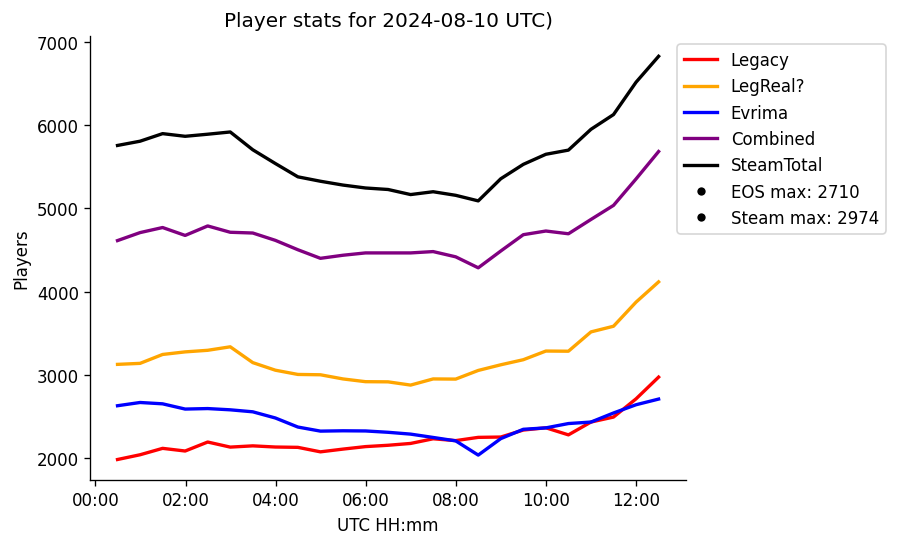 Player stats for 2024-08-10 UTC)
7000
6000
5000
4000
3000
2000
Players
00:00 02:00 04:00 06:00 08:00 10:00 12:00
UTC HH:mm
Legacy
LegReal?
Evrima
Combined
SteamTotal
EOS max: 2710
Steam max: 2974